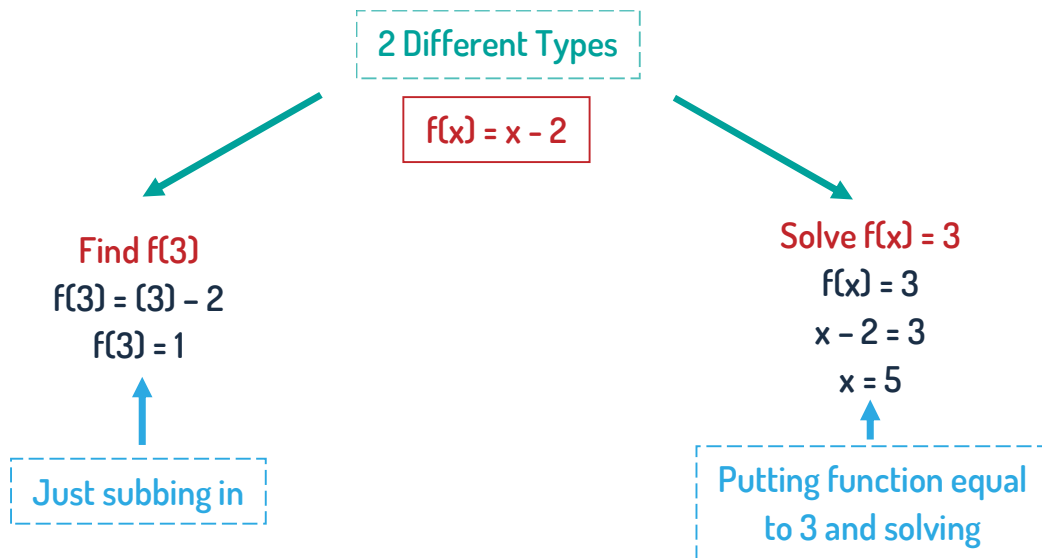 2 Different Types
f(x) = x - 2
Find f(3)
f(3) = (3) – 2
f(3) = 1
Just subbing in
Solve f(x) = 3
f(x) = 3
x – 2 = 3
x = 5
Putting function equal
to 3 and solving